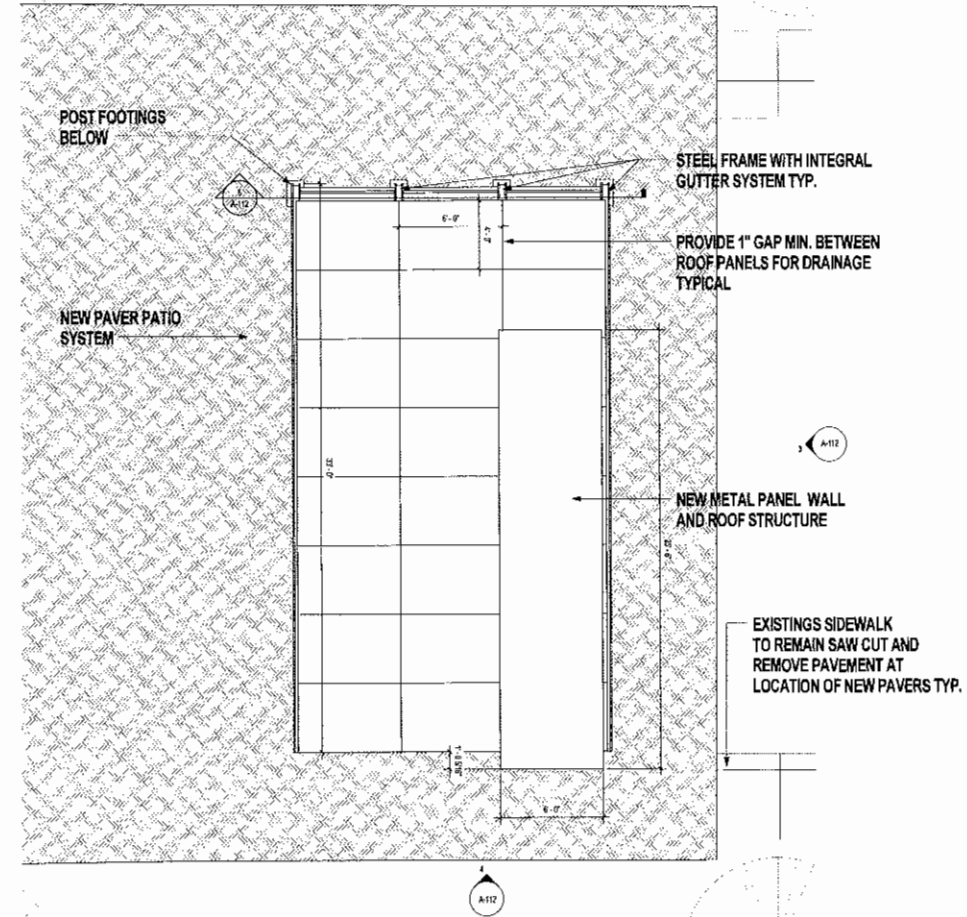 POST FOOTINGS
BELOW
STEEL FRAME WITH INTEGRAL
GUTTER SYSTEM TYP.
A-112
6'-0"
PROVIDE 1" GAP MIN. BETWEEN
ROOF PANELS FOR DRAINAGE
TYPICAL
NEW PAVER PATIO
SYSTEM
3
A-112
NEW METAL PANEL WALL
AND ROOF STRUCTURE
EXISTINGS SIDEWALK
TO REMAIN SAW CUT AND
REMOVE PAVEMENT AT
LOCATION OF NEW PAVERS TYP.
6'-0"
4
A-112